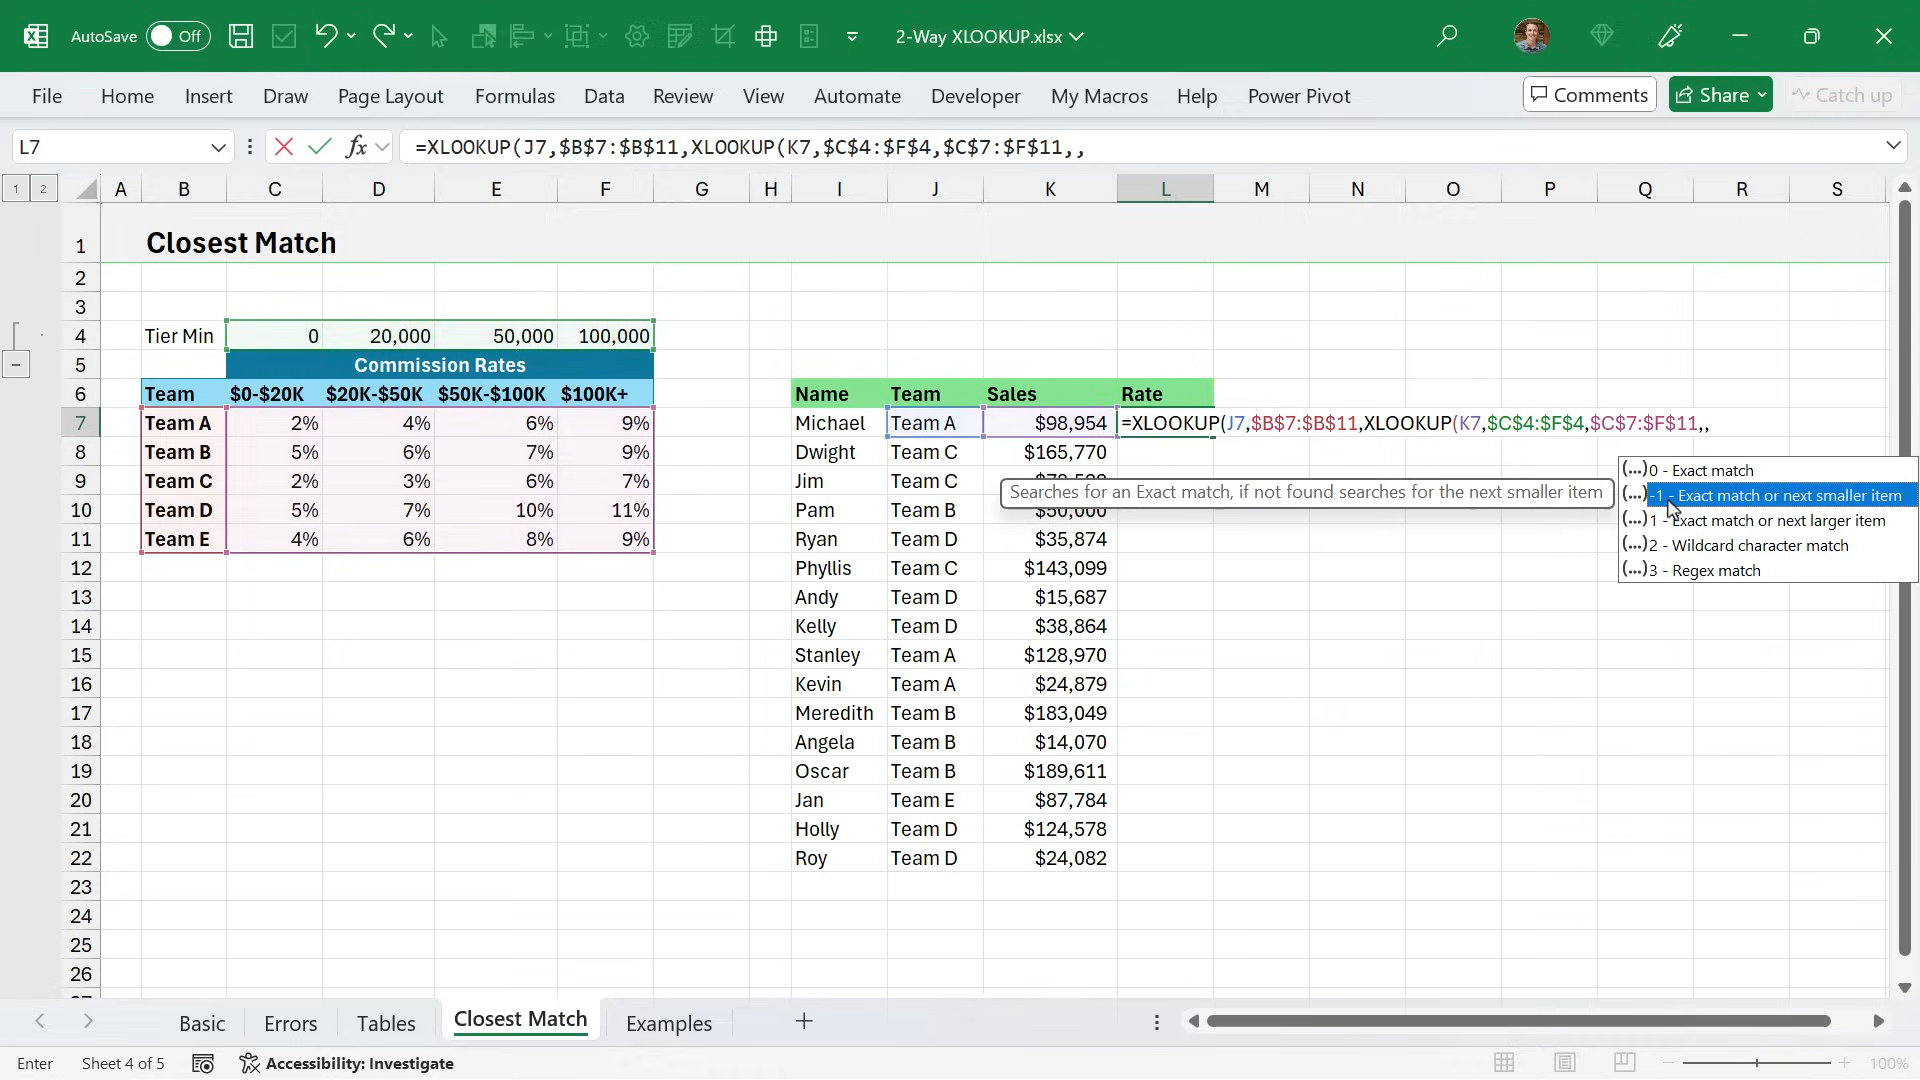 AutoSave Off 2-Way XLOOKUP.xlsx
File Home Insert Draw Page Layout Formulas Data Review View Automate Developer My Macros Help Power Pivot Comments Share Catch up
L7 fx =XLOOKUP(J7,$B$7:$B$11,XLOOKUP(K7,$C$4:$F$4,$C$7:$F$11,,
1 2 A B C D E F G H I J K L M N O P Q R S
1 Closest Match
2
3
4 Tier Min 0 20,000 50,000 100,000
5 Commission Rates
6 Team $0-$20K $20K-$50K $50K-$100K $100K+ Name Team Sales Rate
7 Team A 2% 4% 6% 9% Michael Team A $98,954 =XLOOKUP(J7,$B$7:$B$11,XLOOKUP(K7,$C$4:$F$4,$C$7:$F$11,,
8 Team B 5% 6% 7% 9% Dwight Team C $165,770
(...)0 - Exact match
9 Team C 2% 3% 6% 7% Jim Team C
Searches for an Exact match, if not found searches for the next smaller item (...)-1 - Exact match or next smaller item
10 Team D 5% 7% 10% 11% Pam Team B $50,000
(...)1 - Exact match or next larger item
11 Team E 4% 6% 8% 9% Ryan Team D $35,874
(...)2 - Wildcard character match
12 Phyllis Team C $143,099
(...)3 - Regex match
13 Andy Team D $15,687
14 Kelly Team D $38,864
15 Stanley Team A $128,970
16 Kevin Team A $24,879
17 Meredith Team B $183,049
18 Angela Team B $14,070
19 Oscar Team B $189,611
20 Jan Team E $87,784
21 Holly Team D $124,578
22 Roy Team D $24,082
23
24
25
26
Basic Errors Tables Closest Match Examples
Enter Sheet 4 of 5 Accessibility: Investigate 100%